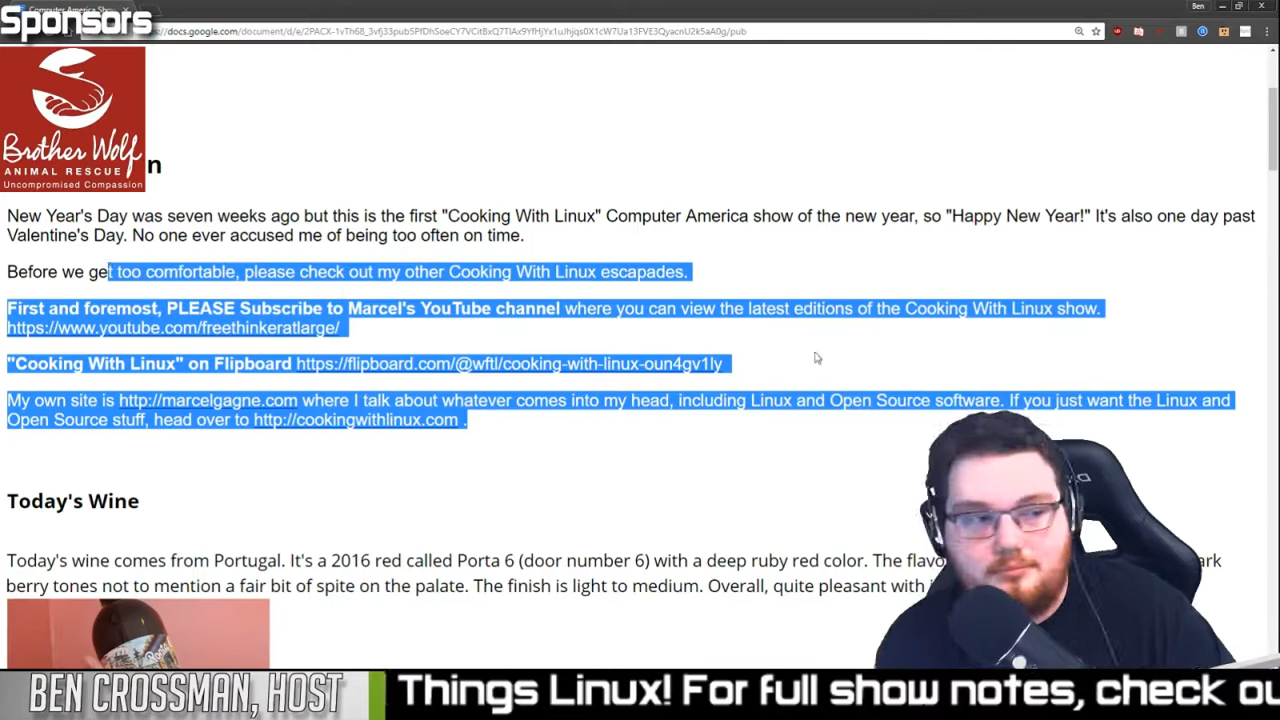 Sponsors
Computer America Sho
Ben
docs.google.com/document/d/e/
/pub
Brother Wolf
ANIMAL RESCUE
Uncompromised Compassion
n
New Year's Day was seven weeks ago but this is the first "Cooking With Linux" Computer America show of the new year, so "Happy New Year!" It's also one day past
Valentine's Day. No one ever accused me of being too often on time.
Before we get too comfortable, please check out my other Cooking With Linux escapades.
First and foremost, PLEASE Subscribe to Marcel's YouTube channel where you can view the latest editions of the Cooking With Linux show.
https://www.youtube.com/freethinkeratlarge/
"Cooking With Linux" on Flipboard https://flipboard.com/@wftl/cooking-with-linux-oun4gv1ly
My own site is http://marcelgagne.com where I talk about whatever comes into my head, including Linux and Open Source software. If you just want the Linux and
Open Source stuff, head over to http://cookingwithlinux.com .
Today's Wine
Today's wine comes from Portugal. It's a 2016 red called Porta 6 (door number 6) with a deep ruby red color. The flavo ark
berry tones not to mention a fair bit of spite on the palate. The finish is light to medium. Overall, quite pleasant with
BEN CROSSMAN, HOST
Things Linux! For full show notes, check ou